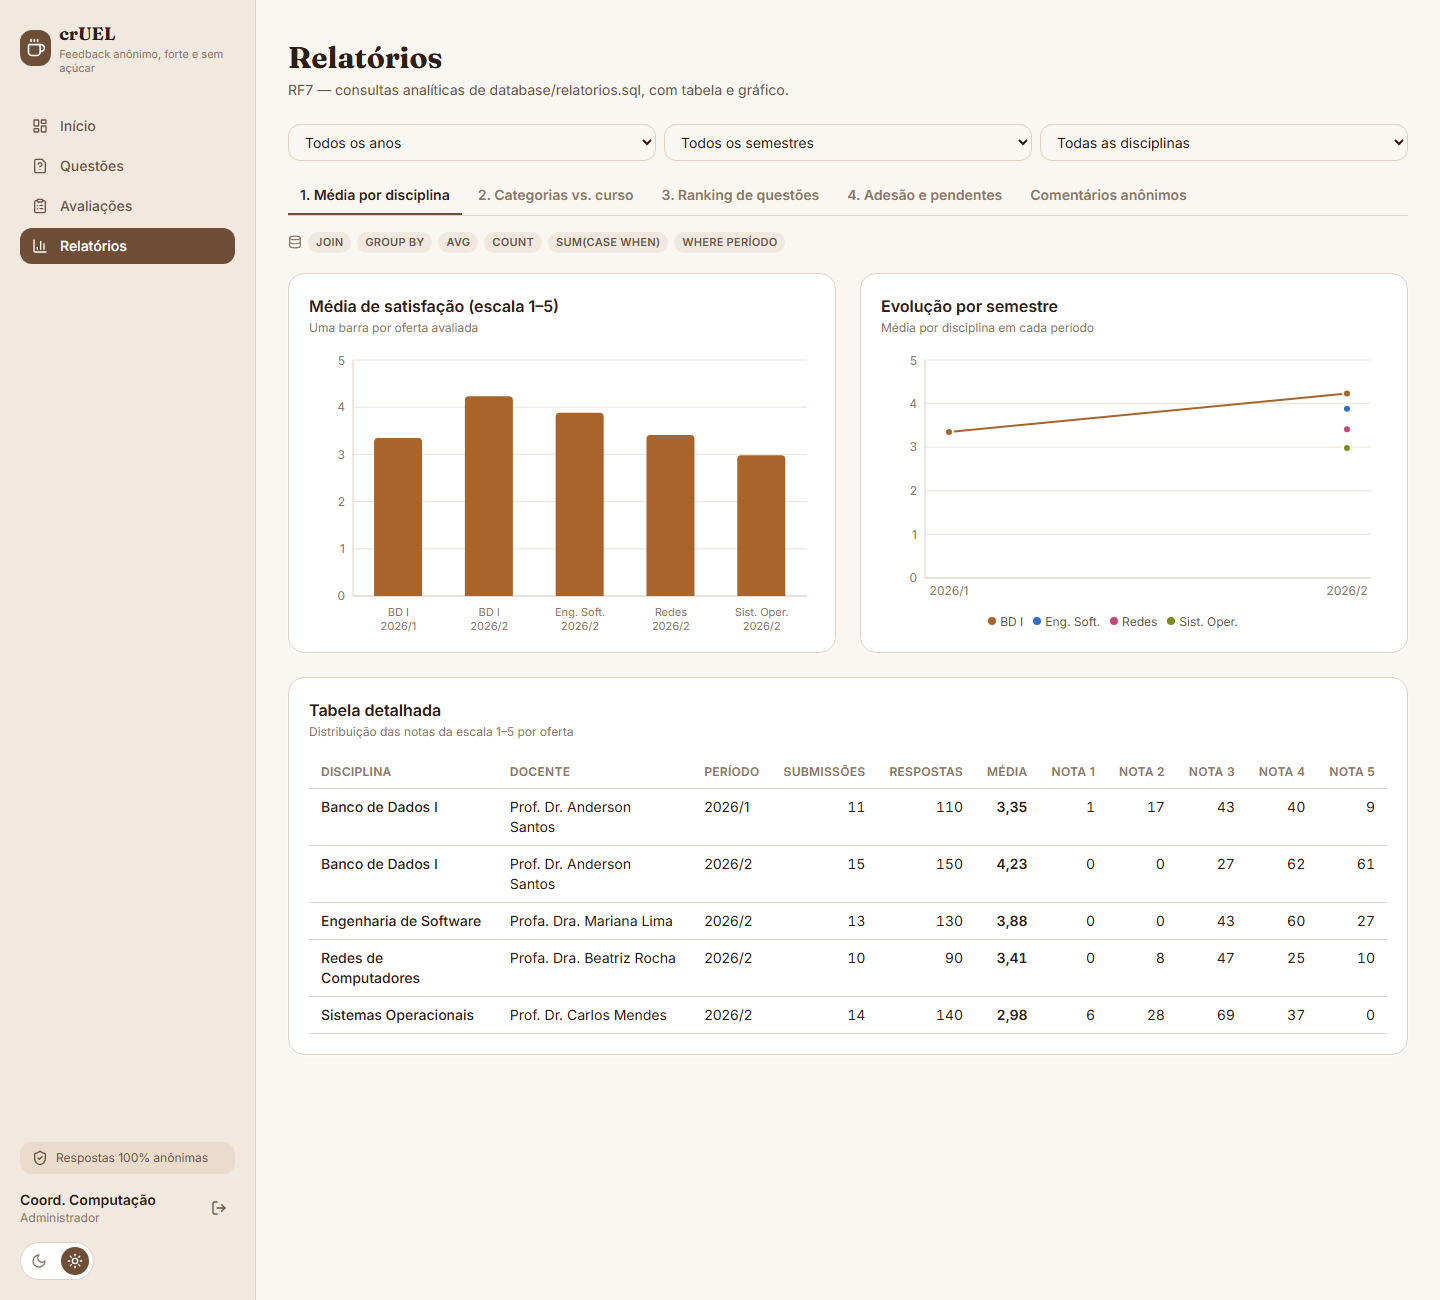 crUEL
Feedback anônimo, forte e sem
açúcar
Início
Questões
Avaliações
Relatórios
Respostas 100% anônimas
Coord. Computação
Administrador
Relatórios
RF7 — consultas analíticas de database/relatorios.sql, com tabela e gráfico.
Todos os anos Todos os semestres Todas as disciplinas
1. Média por disciplina 2. Categorias vs. curso 3. Ranking de questões 4. Adesão e pendentes Comentários anônimos
JOIN GROUP BY AVG COUNT SUM(CASE WHEN) WHERE PERÍODO
Média de satisfação (escala 1–5)
Uma barra por oferta avaliada
5
4
3
2
1
0
BD I BD I Eng. Soft. Redes Sist. Oper.
2026/1 2026/2 2026/2 2026/2 2026/2
Evolução por semestre
Média por disciplina em cada período
5
4
3
2
1
0
2026/1 2026/2
BD I Eng. Soft. Redes Sist. Oper.
Tabela detalhada
Distribuição das notas da escala 1–5 por oferta
DISCIPLINA DOCENTE PERÍODO SUBMISSÕES RESPOSTAS MÉDIA NOTA 1 NOTA 2 NOTA 3 NOTA 4 NOTA 5
Banco de Dados I Prof. Dr. Anderson 2026/1 11 110 3,35 1 17 43 40 9
Santos
Banco de Dados I Prof. Dr. Anderson 2026/2 15 150 4,23 0 0 27 62 61
Santos
Engenharia de Software Profa. Dra. Mariana Lima 2026/2 13 130 3,88 0 0 43 60 27
Redes de Profa. Dra. Beatriz Rocha 2026/2 10 90 3,41 0 8 47 25 10
Computadores
Sistemas Operacionais Prof. Dr. Carlos Mendes 2026/2 14 140 2,98 6 28 69 37 0